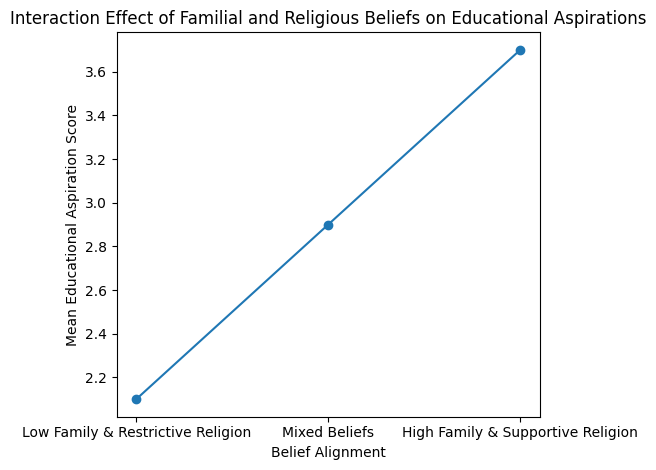 Interaction Effect of Familial and Religious Beliefs on Educational Aspirations
Mean Educational Aspiration Score
3.6
3.4
3.2
3.0
2.8
2.6
2.4
2.2
Low Family & Restrictive Religion
Mixed Beliefs
High Family & Supportive Religion
Belief Alignment